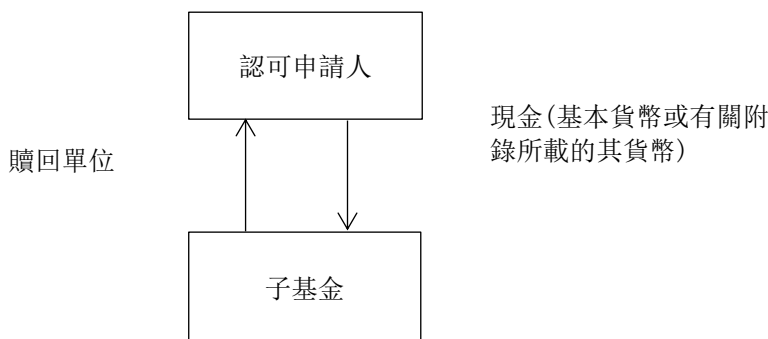 認可申請人
現金(基本貨幣或有關附
錄所載的其貨幣)
贖回單位
子基金